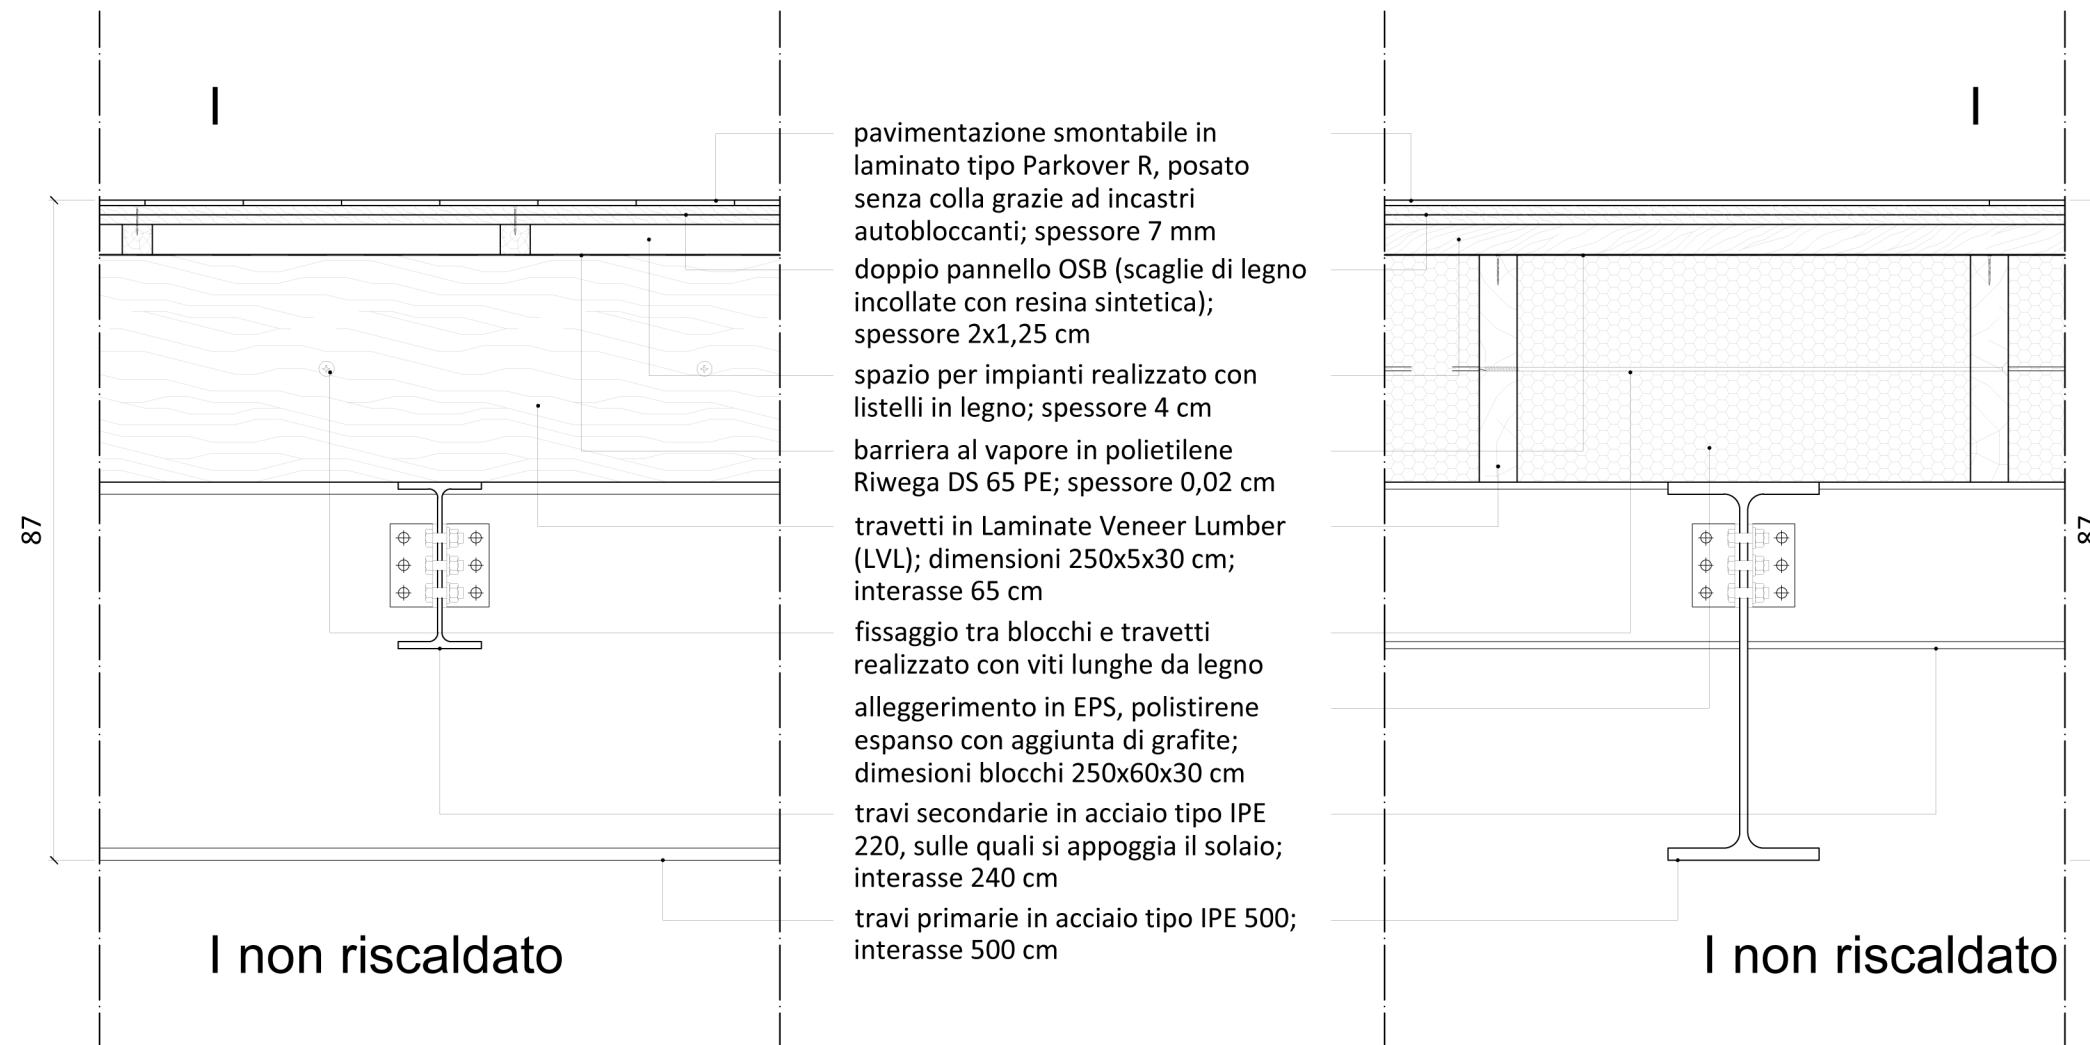 I
I
pavimentazione smontabile in
laminato tipo Parkover R, posato
senza colla grazie ad incastri
autobloccanti; spessore 7 mm
doppio pannello OSB (scaglie di legno
incollate con resina sintetica);
spessore 2x1,25 cm
spazio per impianti realizzato con
listelli in legno; spessore 4 cm
barriera al vapore in polietilene
Riwega DS 65 PE; spessore 0,02 cm
travetti in Laminate Veneer Lumber
(LVL); dimensioni 250x5x30 cm;
interasse 65 cm
fissaggio tra blocchi e travetti
realizzato con viti lunghe da legno
alleggerimento in EPS, polistirene
espanso con aggiunta di grafite;
dimesioni blocchi 250x60x30 cm
travi secondarie in acciaio tipo IPE
220, sulle quali si appoggia il solaio;
interasse 240 cm
travi primarie in acciaio tipo IPE 500;
interasse 500 cm
87
87
I non riscaldato
I non riscaldato